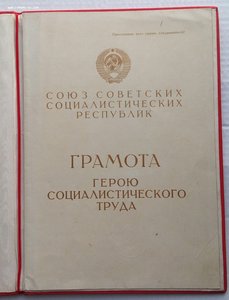 СОЮЗ СОВЕТСКИХ
СОЦИАЛИСТИЧЕСКИХ
РЕСПУБЛИК
ГРАМОТА
ГЕРОЮ
СОЦИАЛИСТИЧЕСКОГО
ТРУДА